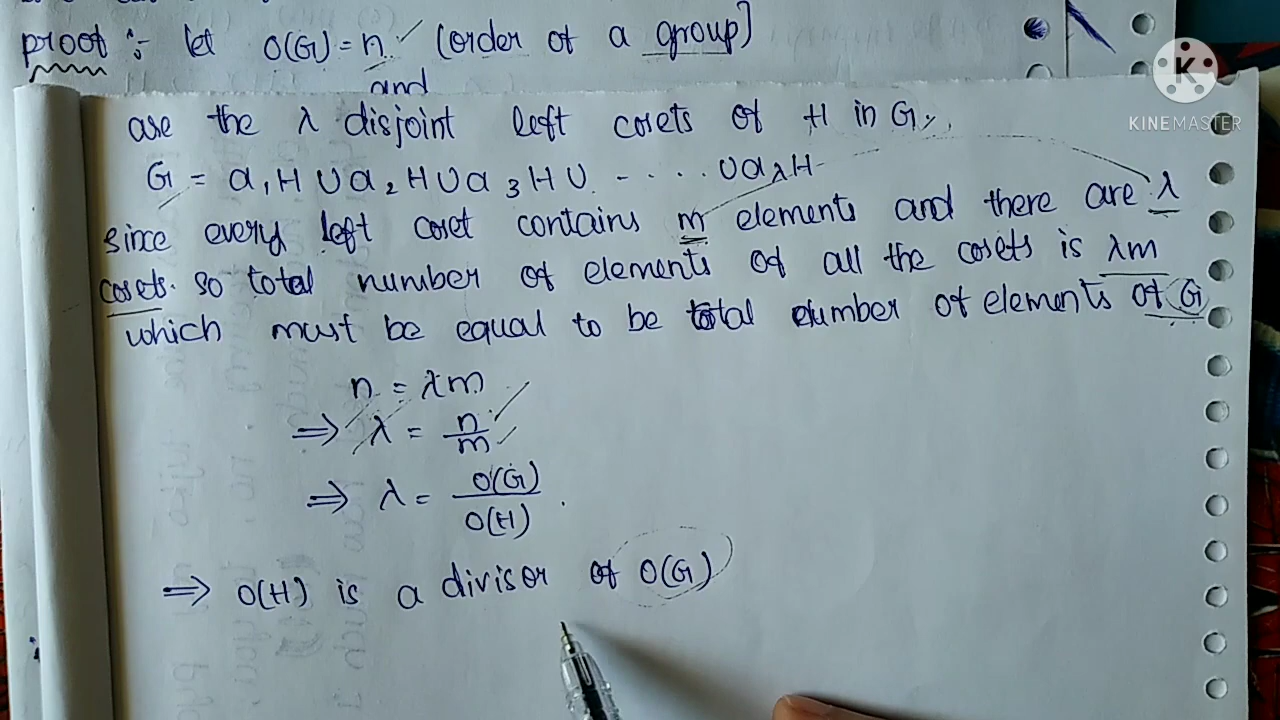 proof :- let O(G) = n. (order of a group]
and
K
KINEMASTER
are the λ disjoint left cosets of H in G,
G = a₁H ∪ a₂H ∪ a₃H ∪ - .... ∪ aλH
since every left coset contains m elements and there are λ
cosets. so total number of elements of all the cosets is λm
which must be equal to be total number of elements of G
n = λm
⇒ λ = n/m
⇒ λ = O(G)/O(H).
⇒ O(H) is a divisor of O(G)